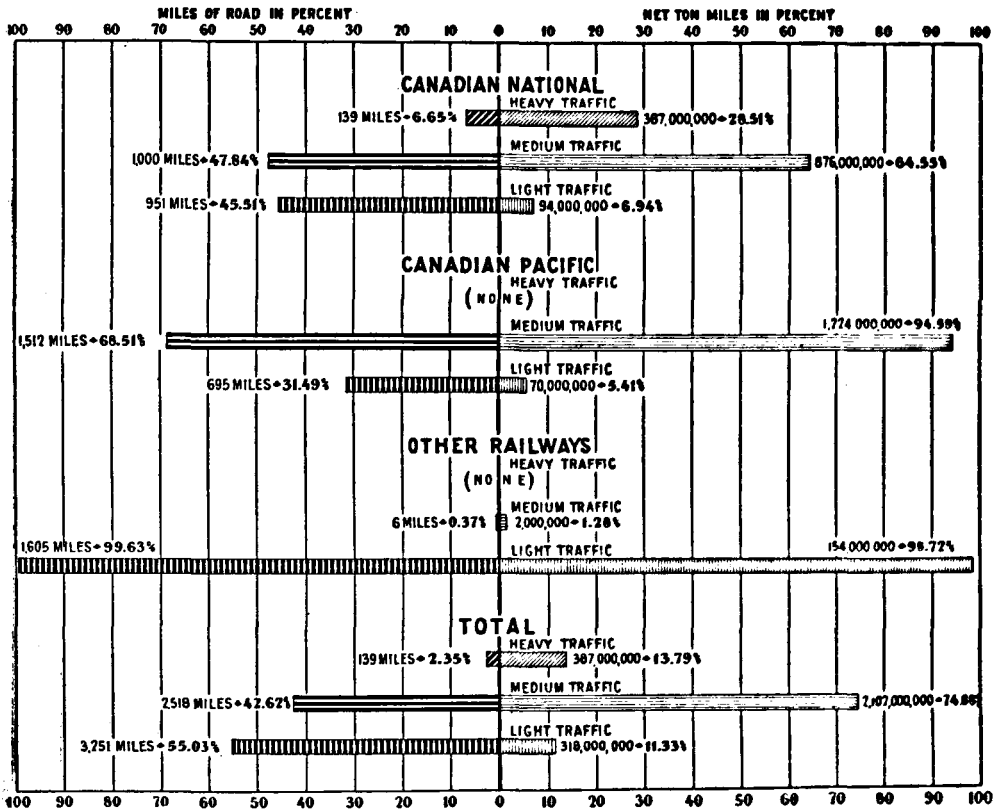 MILES OF ROAD IN PERCENT NET TON MILES IN PERCENT
100 90 80 70 60 50 40 30 20 10 0 10 20 30 40 50 60 70 80 90 100
CANADIAN NATIONAL
HEAVY TRAFFIC
139 MILES=6.65% 387,000,000=28.51%
MEDIUM TRAFFIC
1,000 MILES=47.84% 876,000,000=64.55%
LIGHT TRAFFIC
951 MILES=45.51% 94,000,000=6.94%
CANADIAN PACIFIC
HEAVY TRAFFIC
(NONE)
MEDIUM TRAFFIC 000,000=94.59%
1,512 MILES=68.51%
LIGHT TRAFFIC
695 MILES=31.49% 70,000,000=5.41%
OTHER RAILWAYS
HEAVY TRAFFIC
(NONE)
MEDIUM TRAFFIC
6 MILES=0.37% 2,000,000=1.28%
1,605 MILES=99.63% LIGHT TRAFFIC 154,000,000=98.72%
TOTAL
HEAVY TRAFFIC
139 MILES=2.35% 387,000,000=13.79%
MEDIUM TRAFFIC
2518 MILES=42.62% 2,102,000,000=74.88%
LIGHT TRAFFIC
3,251 MILES=55.03% 318,000,000=11.33%
100 90 80 70 60 50 40 30 20 10 0 10 20 30 40 50 60 70 80 90 100